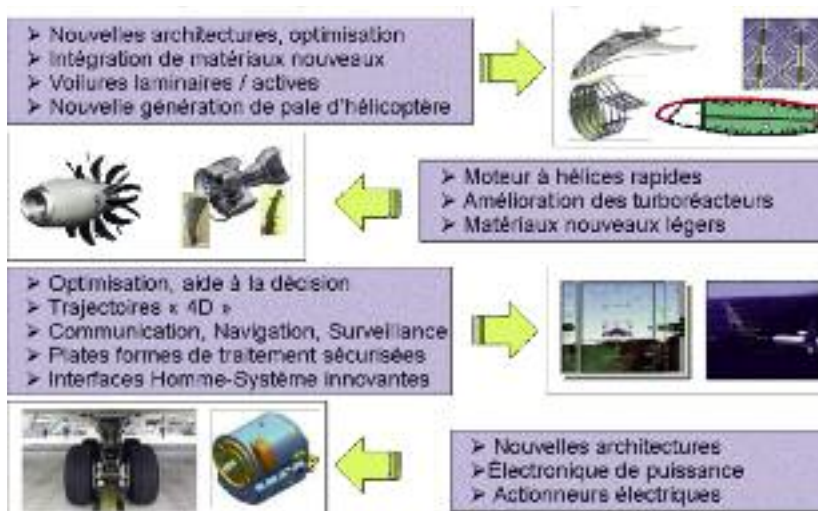 ➤ Nouvelles architectures, optimisation
➤ Intégration de matériaux nouveaux
➤ Voilures laminaires / actives
➤ Nouvelle génération de pale d'hélicoptère
➤ Moteur à hélices rapides
➤ Amélioration des turboréacteurs
➤ Matériaux nouveaux légers
➤ Optimisation, aide à la décision
➤ Trajectoires « 4D »
➤ Communication, Navigation, Surveillance
➤ Plates formes de traitement sécurisées
➤ Interfaces Homme-Système innovantes
➤ Nouvelles architectures
➤Électronique de puissance
➤ Actionneurs électriques